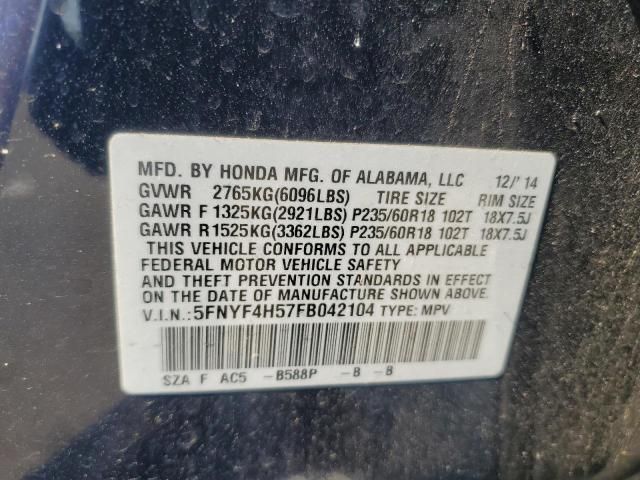 MFD. BY HONDA MFG. OF ALABAMA, LLC 12/'14
GVWR 2765KG(6096LBS) TIRE SIZE RIM SIZE
GAWR F 1325KG(2921LBS) P235/60R18 102T 18X7.5J
GAWR R1525KG(3362LBS) P235/60R18 102T 18X7.5J
THIS VEHICLE CONFORMS TO ALL APPLICABLE
FEDERAL MOTOR VEHICLE SAFETY
AND THEFT PREVENTION STANDARDS IN EFFECT
ON THE DATE OF MANUFACTURE SHOWN ABOVE.
V.I.N.:5FNYF4H57FB042104 TYPE: MPV
SZA F AC5 -B588P -B -B